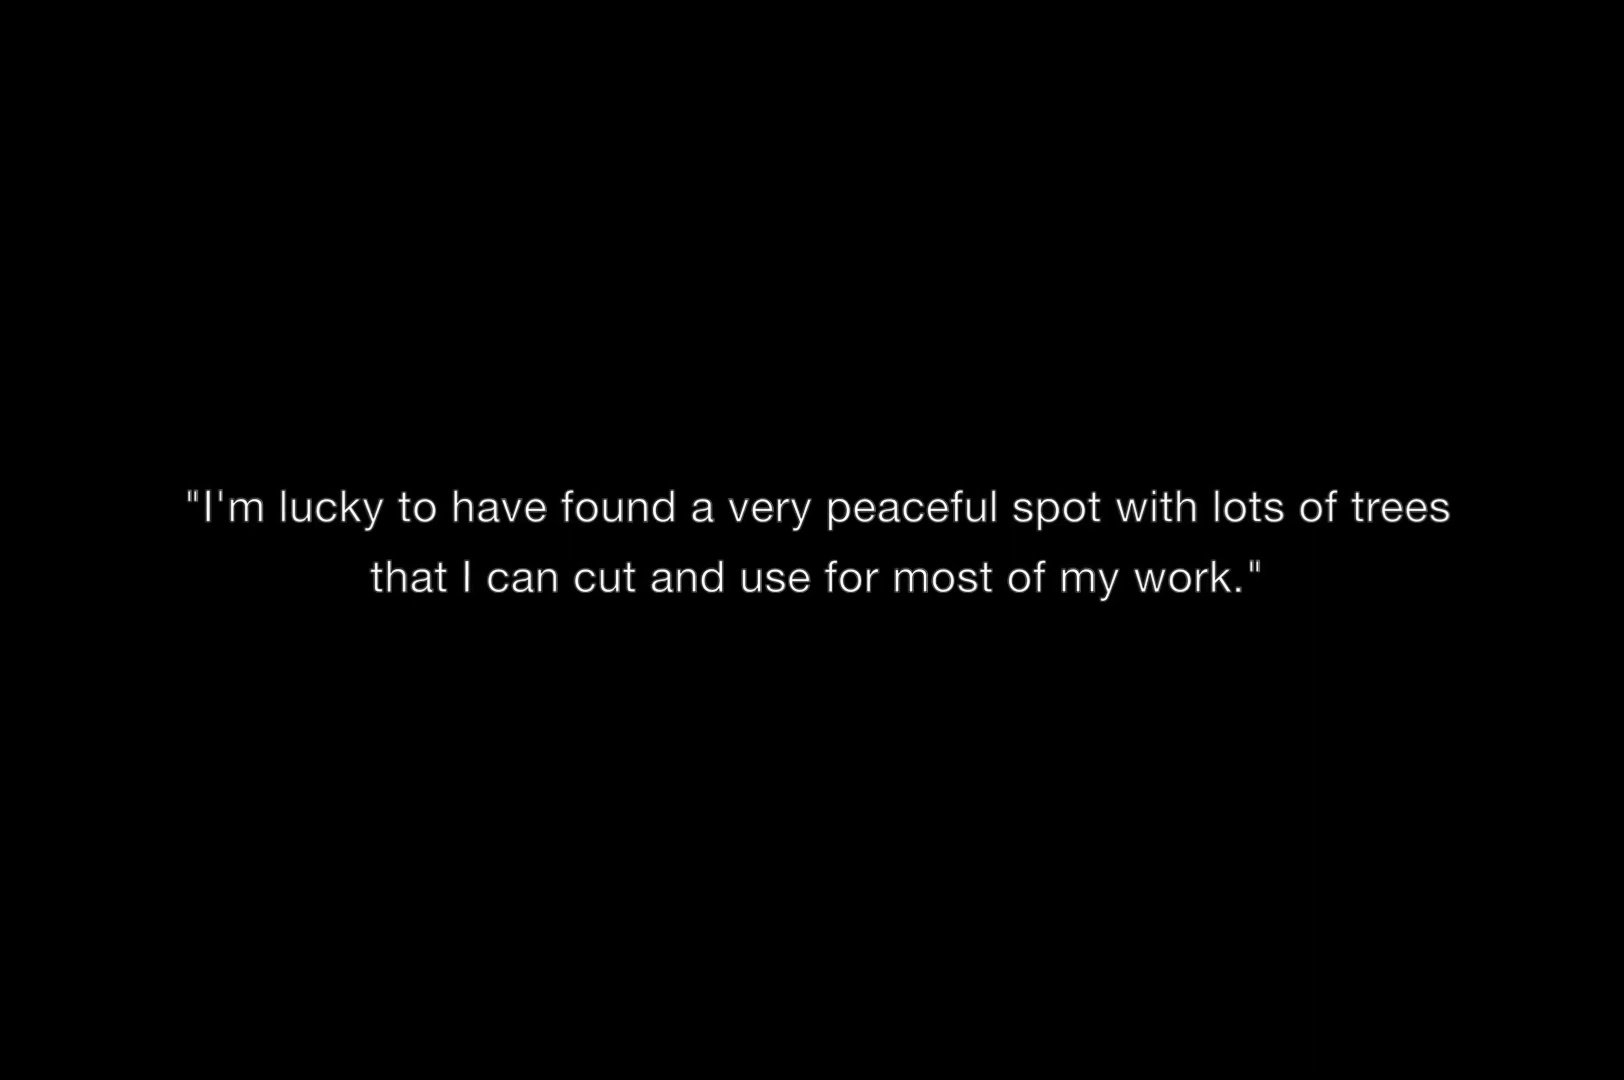 "I'm lucky to have found a very peaceful spot with lots of trees
that I can cut and use for most of my work."